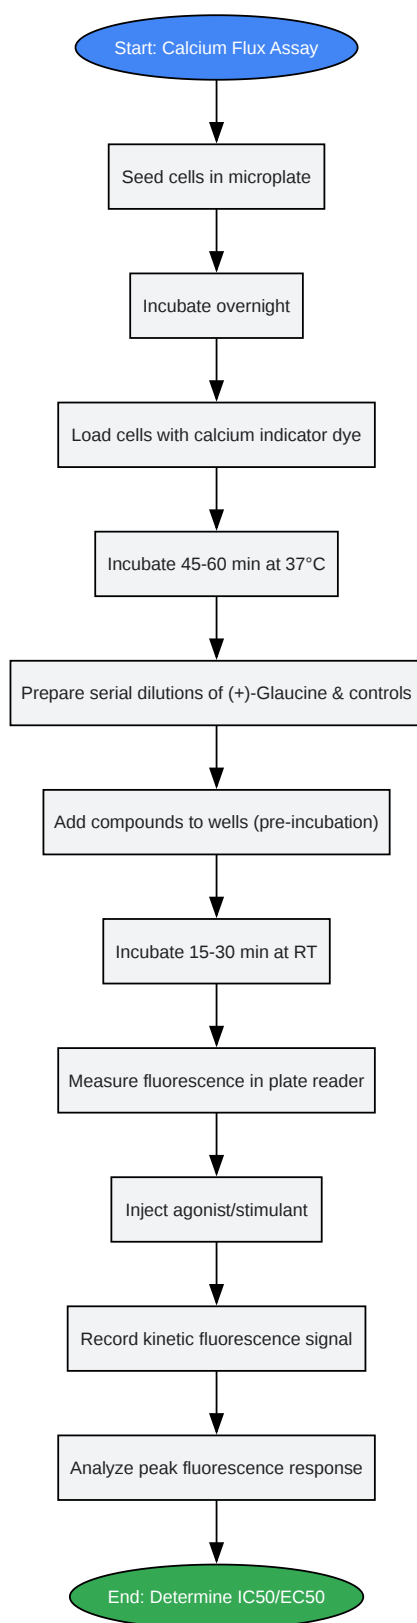 Start: Calcium Flux Assay
Seed cells in microplate
Incubate overnight
Load cells with calcium indicator dye
Incubate 45-60 min at 37°C
Prepare serial dilutions of (+)-Glaucine & controls
Add compounds to wells (pre-incubation)
Incubate 15-30 min at RT
Measure fluorescence in plate reader
Inject agonist/stimulant
Record kinetic fluorescence signal
Analyze peak fluorescence response
End: Determine IC50/EC50